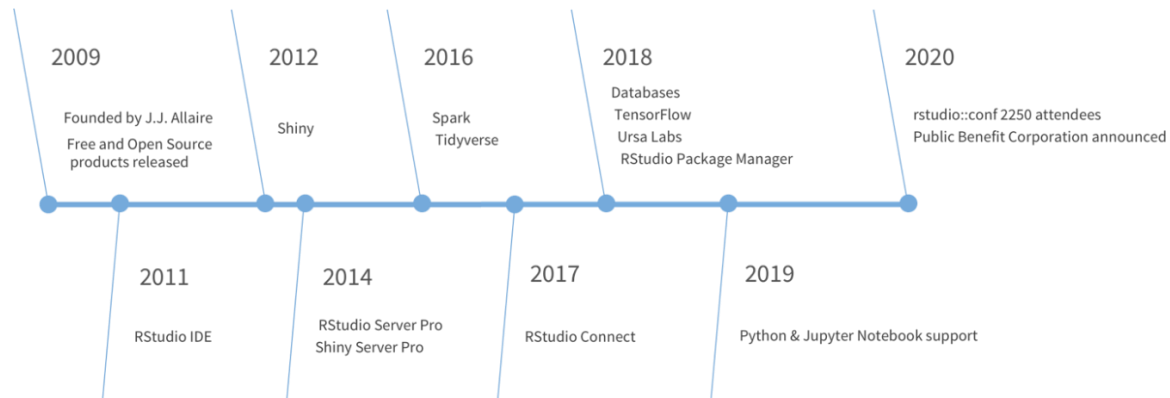 2009
Founded by J.J. Allaire
Free and Open Source
products released
2011
RStudio IDE
2012
Shiny
2014
RStudio Server Pro
Shiny Server Pro
2016
Spark
Tidyverse
2017
RStudio Connect
2018
Databases
TensorFlow
Ursa Labs
RStudio Package Manager
2019
Python & Jupyter Notebook support
2020
rstudio::conf 2250 attendees
Public Benefit Corporation announced